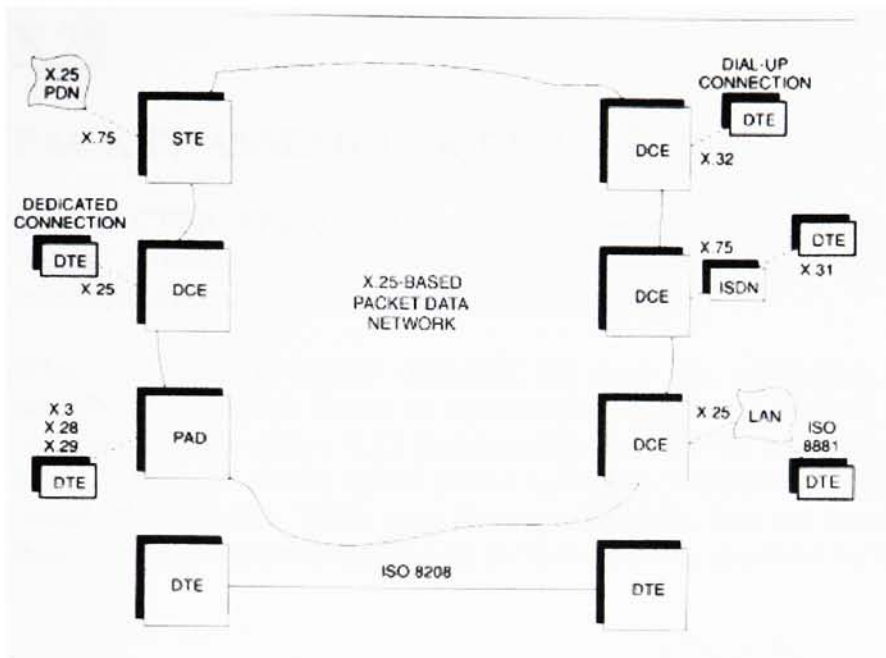 X.25
PDN
X.75
STE
DIAL-UP
CONNECTION
DTE
DCE
X.32
DEDICATED
CONNECTION
DTE
X.25
DCE
X.25-BASED
PACKET DATA
NETWORK
DCE
X.75
ISDN
DTE
X.31
X 3
X 28
X 29
DTE
PAD
DCE
X 25
LAN
ISO
8881
DTE
DTE
ISO 8208
DTE